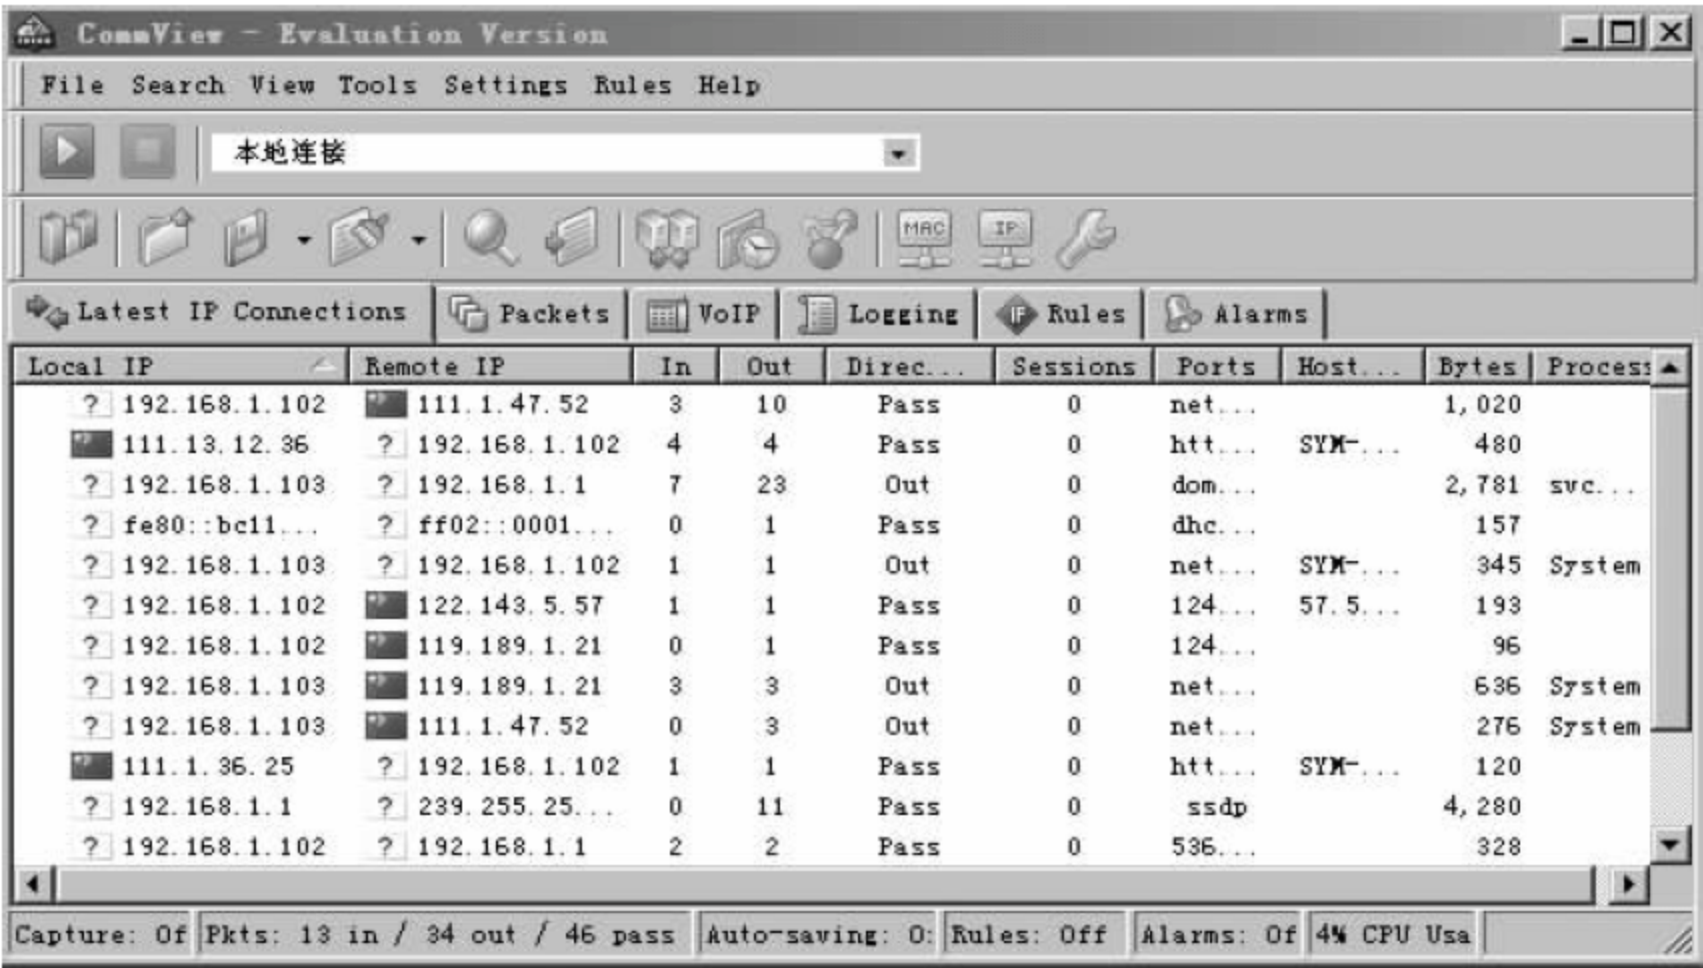 CommView - Evaluation Version
File Search View Tools Settings Rules Help
本地连接
MAC IP
Latest IP Connections Packets VoIP Logging IF Rules Alarms
Local IP Remote IP In Out Direc... Sessions Ports Host... Bytes Process
? 192.168.1.102 111.1.47.52 3 10 Pass 0 net... 1,020
111.13.12.36 ? 192.168.1.102 4 4 Pass 0 htt... SYM-... 480
? 192.168.1.103 ? 192.168.1.1 7 23 Out 0 dom... 2,781 svc...
? fe80::bc11... ? ff02::0001... 0 1 Pass 0 dhc... 157
? 192.168.1.103 ? 192.168.1.102 1 1 Out 0 net... SYM-... 345 System
? 192.168.1.102 122.143.5.57 1 1 Pass 0 124... 57.5... 193
? 192.168.1.102 119.189.1.21 0 1 Pass 0 124... 96
? 192.168.1.103 119.189.1.21 3 3 Out 0 net... 636 System
? 192.168.1.103 111.1.47.52 0 3 Out 0 net... 276 System
111.1.36.25 ? 192.168.1.102 1 1 Pass 0 htt... SYM-... 120
? 192.168.1.1 ? 239.255.25... 0 11 Pass 0 ssdp 4,280
? 192.168.1.102 ? 192.168.1.1 2 2 Pass 0 536... 328
Capture: Of Pkts: 13 in / 34 out / 46 pass Auto-saving: O: Rules: Off Alarms: Of 4% CPU Usa